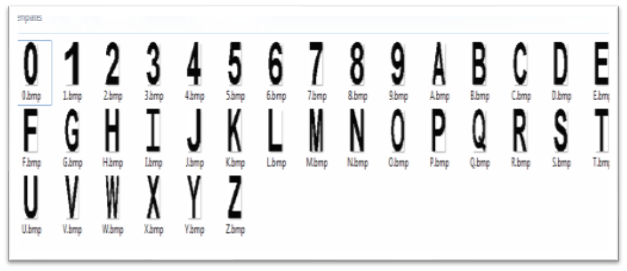 0 1 2 3 4 5 6 7 8 9 A B C D E
0.bmp 1.bmp 2.bmp 3.bmp 4.bmp 5.bmp 6.bmp 7.bmp 8.bmp 9.bmp A.bmp B.bmp C.bmp D.bmp E.bmp
F G H I J K L M N O P Q R S T
F.bmp G.bmp H.bmp I.bmp J.bmp K.bmp L.bmp M.bmp N.bmp O.bmp P.bmp Q.bmp R.bmp S.bmp T.bmp
U V W X Y Z
U.bmp V.bmp W.bmp X.bmp Y.bmp Z.bmp